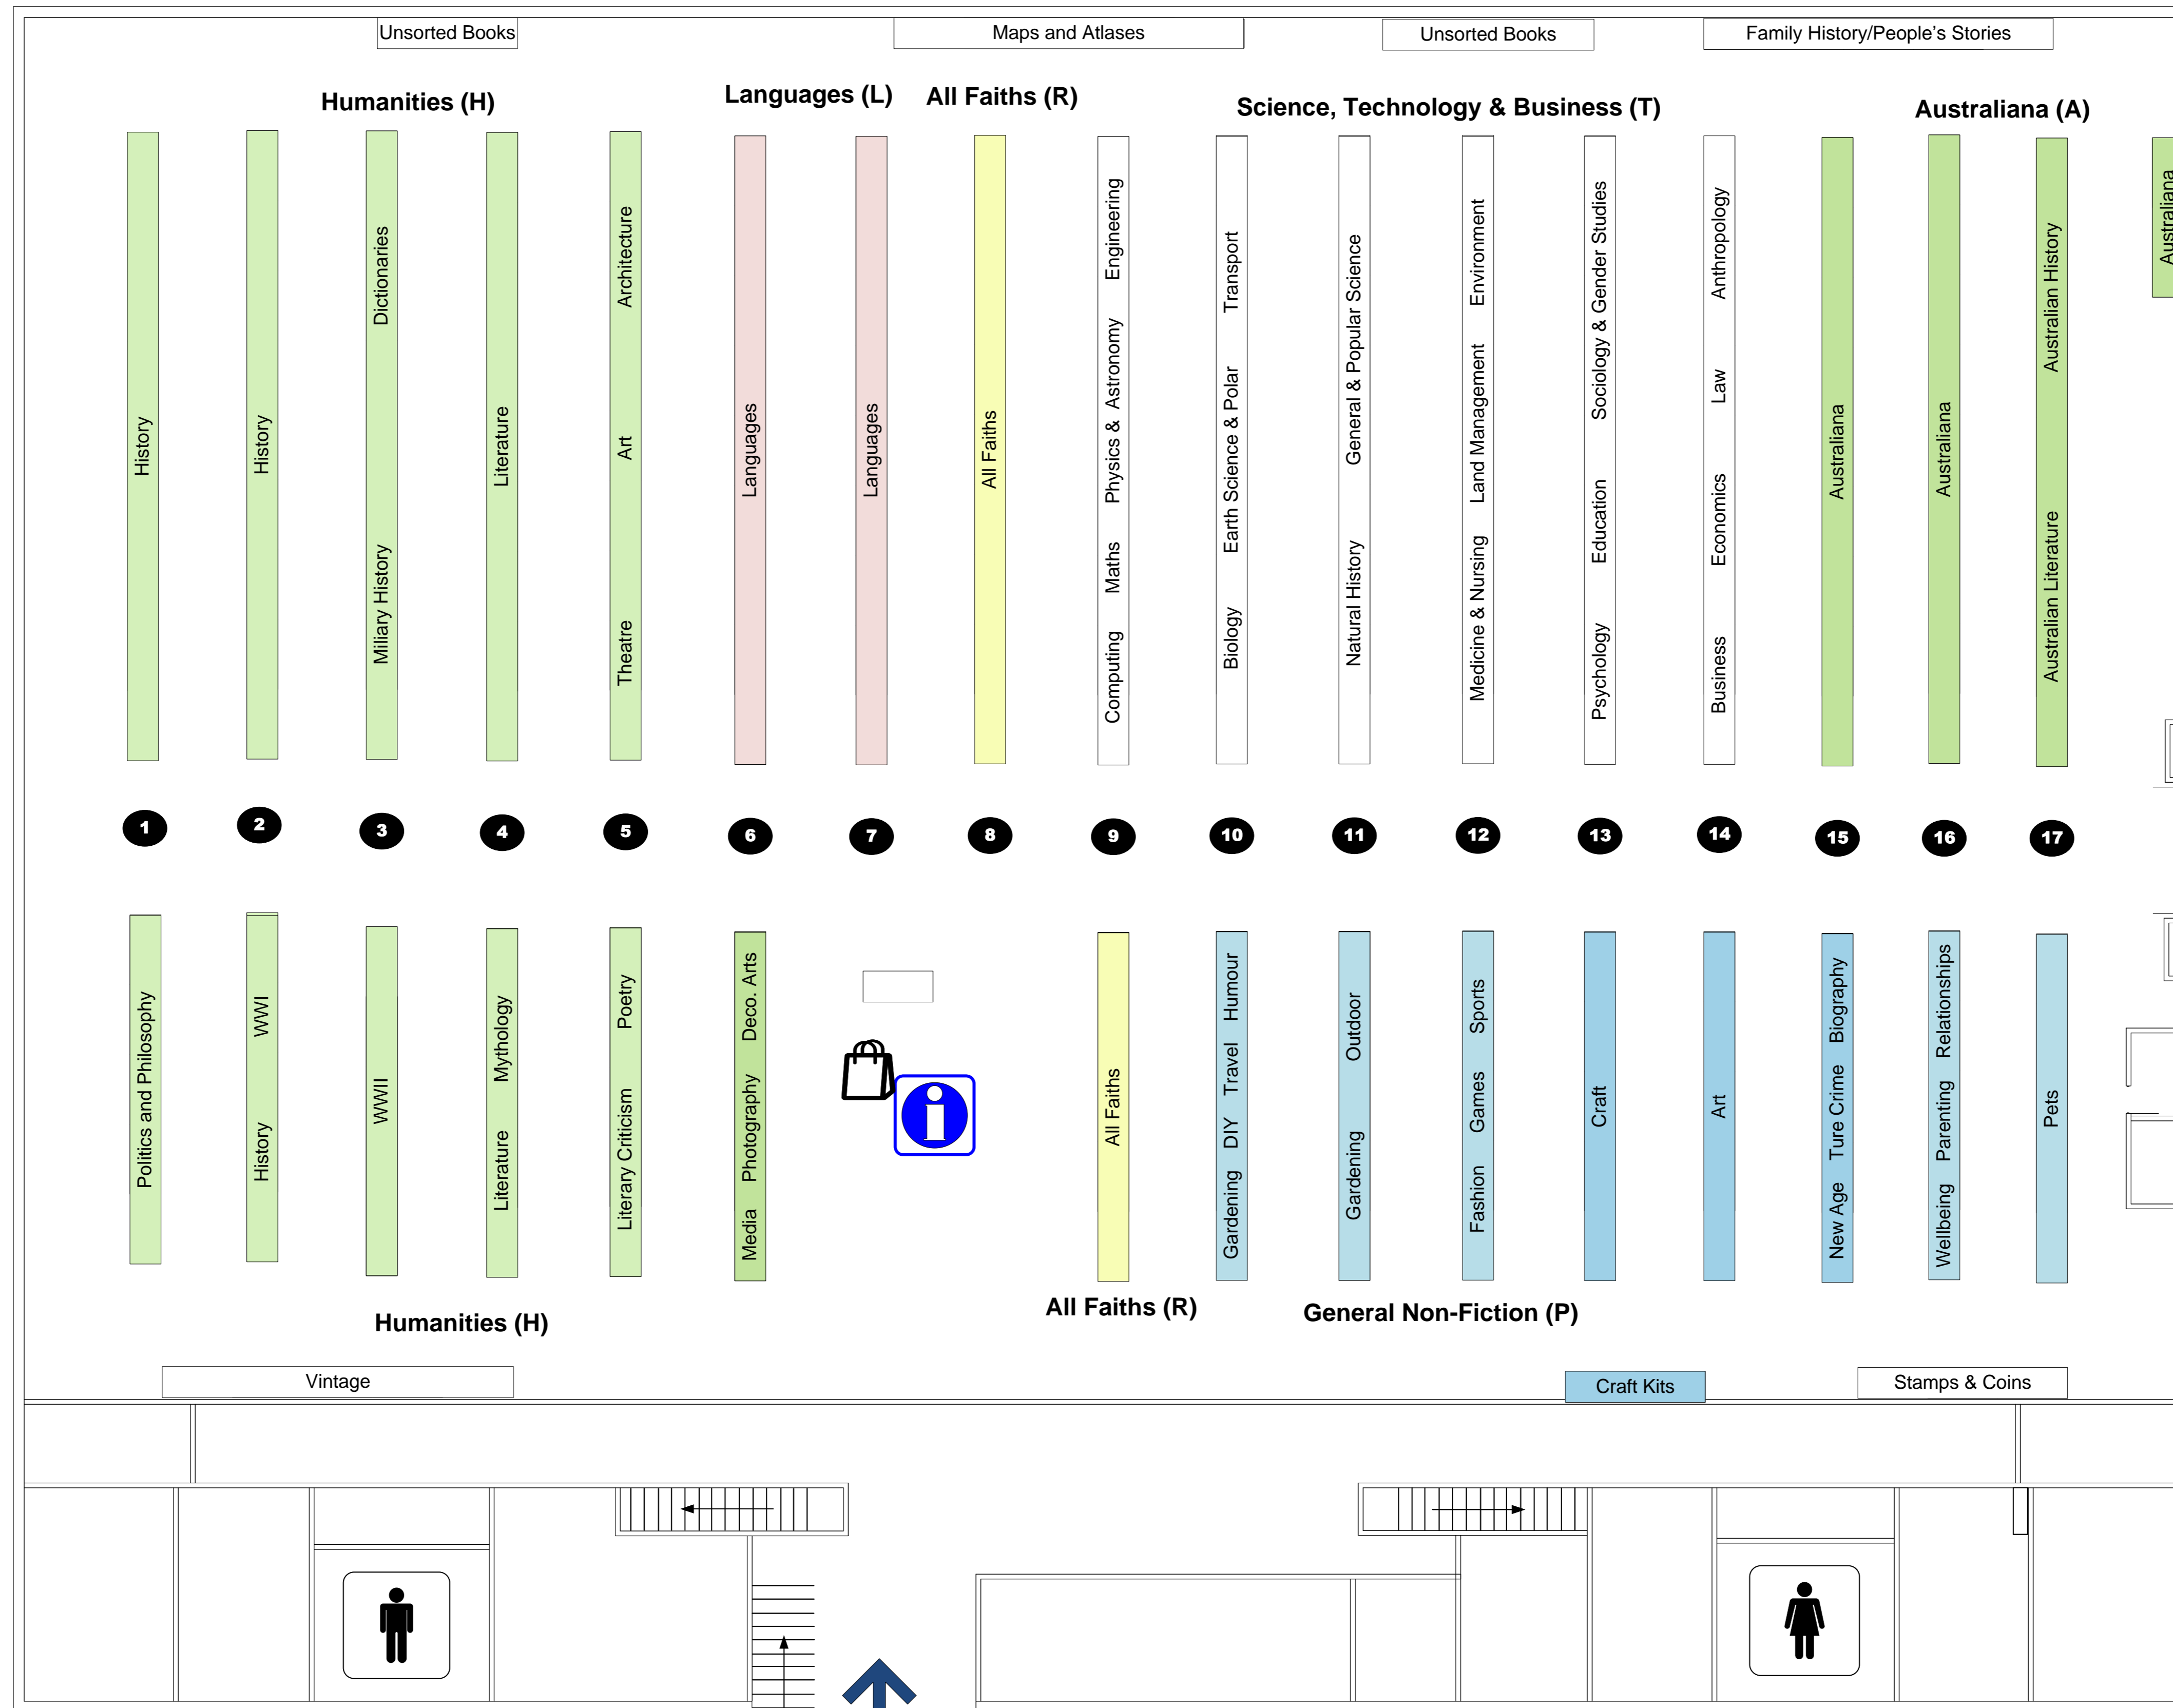 Unsorted Books
Maps and Atlases
Unsorted Books
Family History/People's Stories
Humanities (H)
Languages (L)
All Faiths (R)
Science, Technology & Business (T)
Australiana (A)
History
History
Miliary History Dictionaries
Literature
Theatre Art Architecture
Languages
Languages
All Faiths
Computing Maths Physics & Astronomy Engineering
Biology Earth Science & Polar Transport
Natural History General & Popular Science
Medicine & Nursing Land Management Environment
Psychology Education Sociology & Gender Studies
Business Economics Law Anthropology
Australiana
Australiana
Australian Literature Australian History
Australiana
1
2
3
4
5
6
7
8
9
10
11
12
13
14
15
16
17
Politics and Philosophy
History WWI
WWII
Literature Mythology
Literary Criticism Poetry
Media Photography Deco. Arts
i
All Faiths
Gardening DIY Travel Humour
Gardening Outdoor
Fashion Games Sports
Craft
Art
New Age Ture Crime Biography
Wellbeing Parenting Relationships
Pets
Humanities (H)
All Faiths (R)
General Non-Fiction (P)
Vintage
Craft Kits
Stamps & Coins